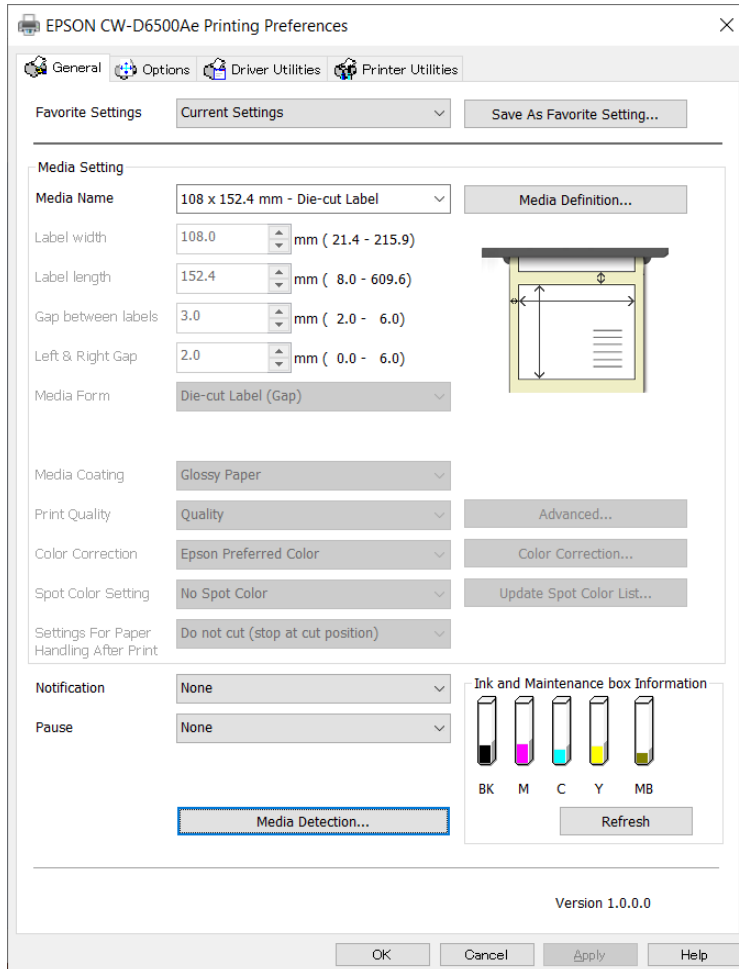 EPSON CW-D6500Ae Printing Preferences
General Options Driver Utilities Printer Utilities
Favorite Settings Current Settings Save As Favorite Setting...
Media Setting
Media Name 108 x 152.4 mm - Die-cut Label Media Definition...
Label width 108.0 mm ( 21.4 - 215.9)
Label length 152.4 mm ( 8.0 - 609.6)
Gap between labels 3.0 mm ( 2.0 - 6.0)
Left & Right Gap 2.0 mm ( 0.0 - 6.0)
Media Form Die-cut Label (Gap)
Media Coating Glossy Paper
Print Quality Quality Advanced...
Color Correction Epson Preferred Color Color Correction...
Spot Color Setting No Spot Color Update Spot Color List...
Settings For Paper
Handling After Print
Do not cut (stop at cut position)
Notification None
Pause None
Media Detection...
Ink and Maintenance box Information
BK M C Y MB
Refresh
Version 1.0.0.0
OK Cancel Apply Help